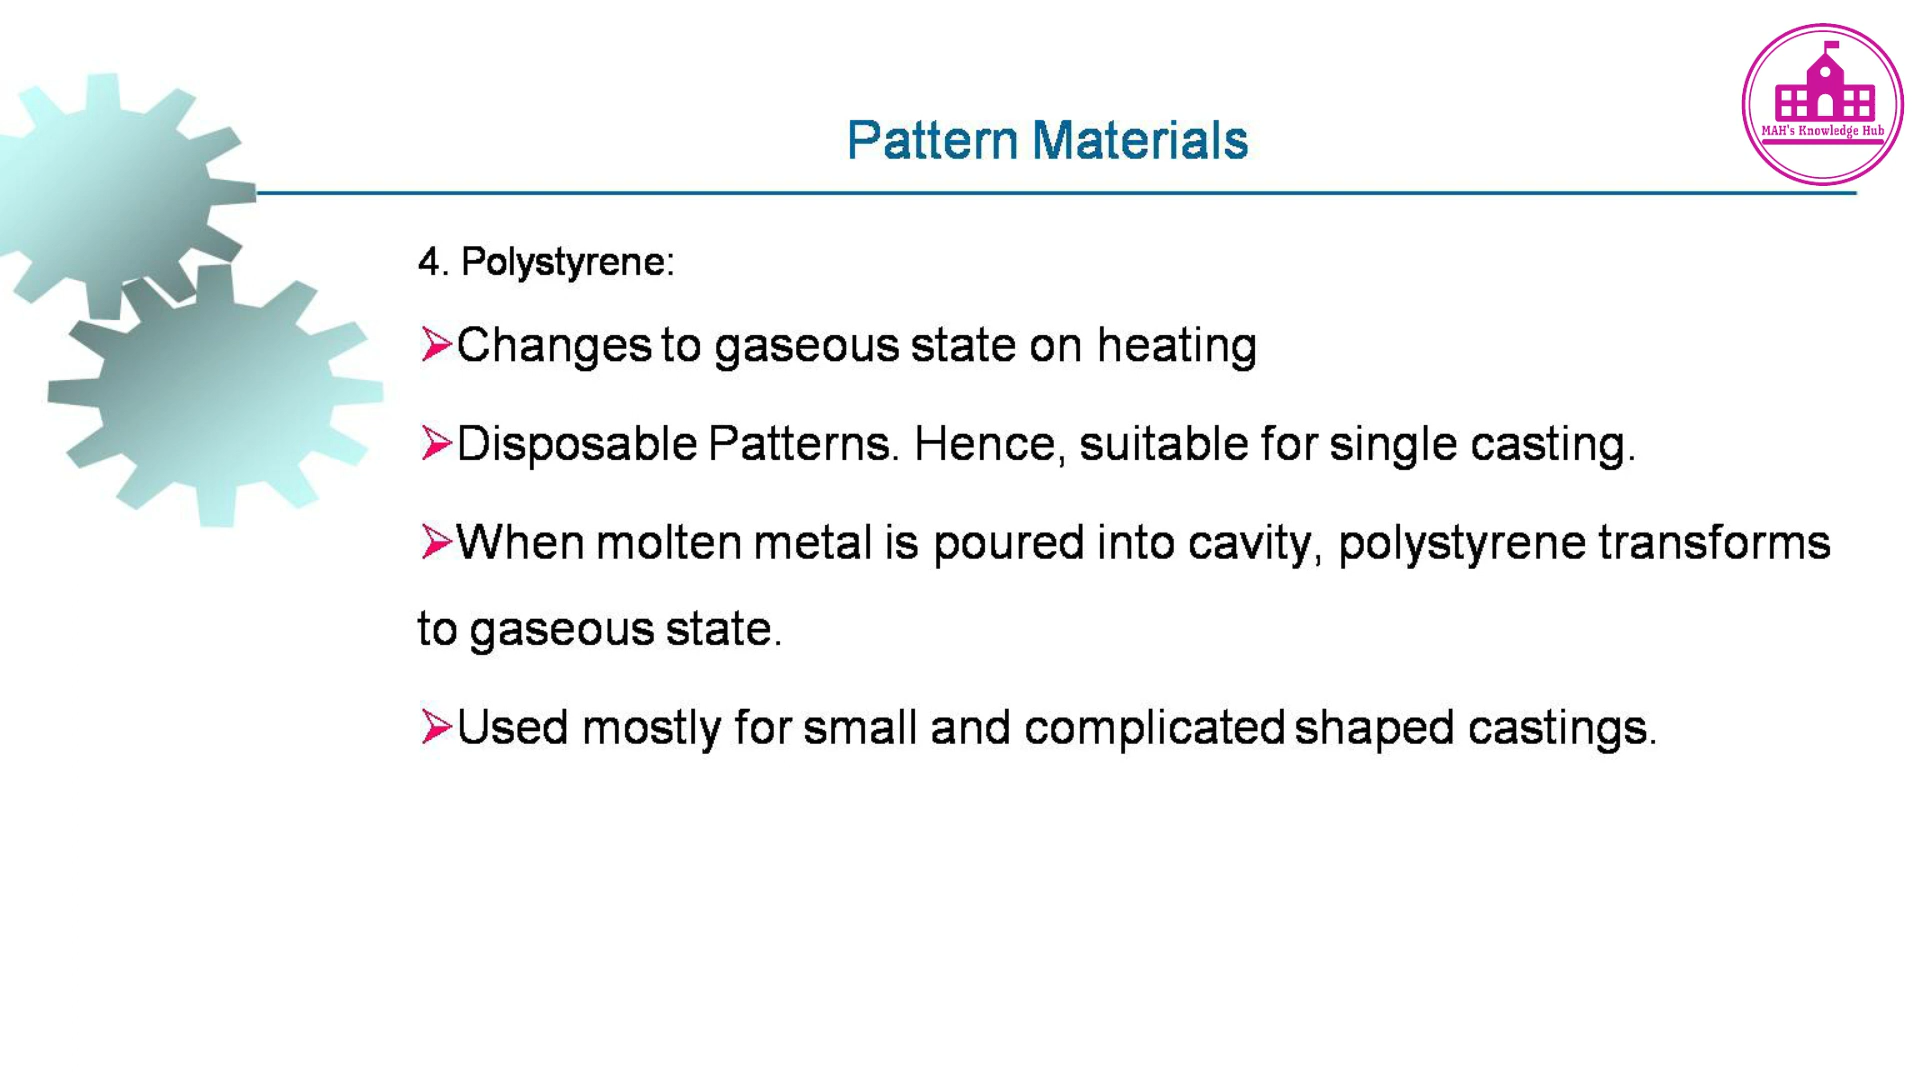 MAH's Knowledge Hub
Pattern Materials
4. Polystyrene:
➢Changes to gaseous state on heating
➢Disposable Patterns. Hence, suitable for single casting.
➢When molten metal is poured into cavity, polystyrene transforms
to gaseous state.
➢Used mostly for small and complicated shaped castings.